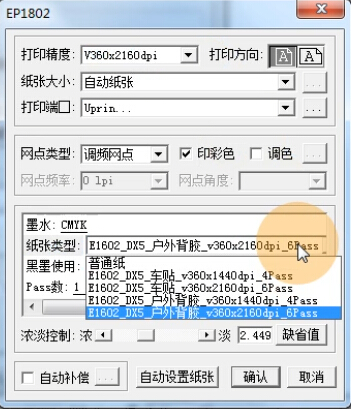 EP1802
打印精度: V360x2160dpi 打印方向: A A
纸张大小: 自动纸张 ...
打印端口: Uprin... ...
网点类型: 调频网点 印彩色 调色 ...
网点频率: 0 lpi 网点角度:
墨水: CMYK
纸张类型: E1602_DX5_户外背胶_v360x2160dpi_6Pass
普通纸
黑墨使用: E1602_DX5_车贴_v360x1440dpi_4Pass
E1602_DX5_车贴_v360x2160dpi_6Pass
Pass数: 1 E1602_DX5_户外背胶_v360x1440dpi_4Pass
E1602_DX5_户外背胶_v360x2160dpi_6Pass
浓淡控制: 浓 淡 2.449 缺省值
自动补偿 ... 自动设置纸张 确认 取消